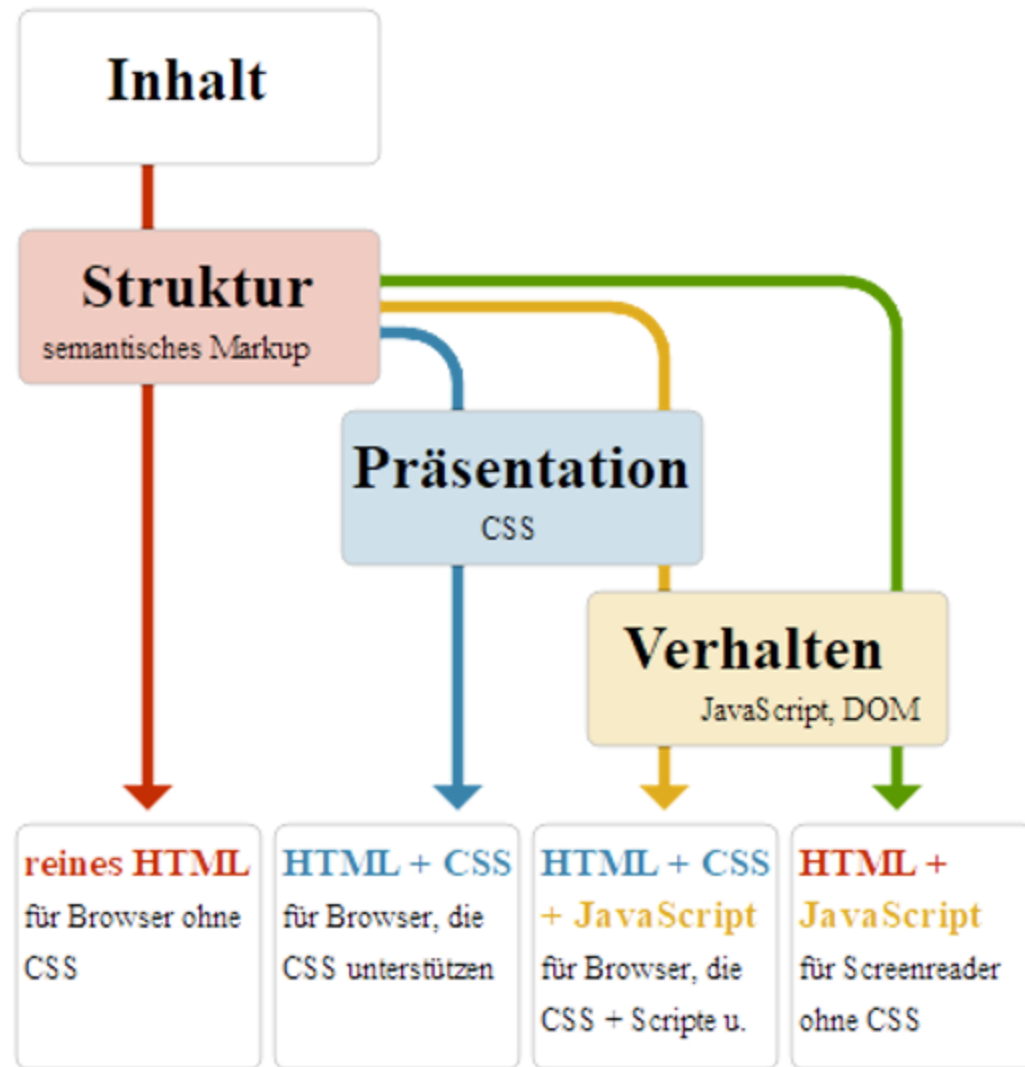 Inhalt
Struktur
semantisches Markup
Präsentation
CSS
Verhalten
JavaScript, DOM
reines HTML
für Browser ohne
CSS
HTML + CSS
für Browser, die
CSS unterstützen
HTML + CSS
+ JavaScript
für Browser, die
CSS + Scripte u.
HTML +
JavaScript
für Screenreader
ohne CSS